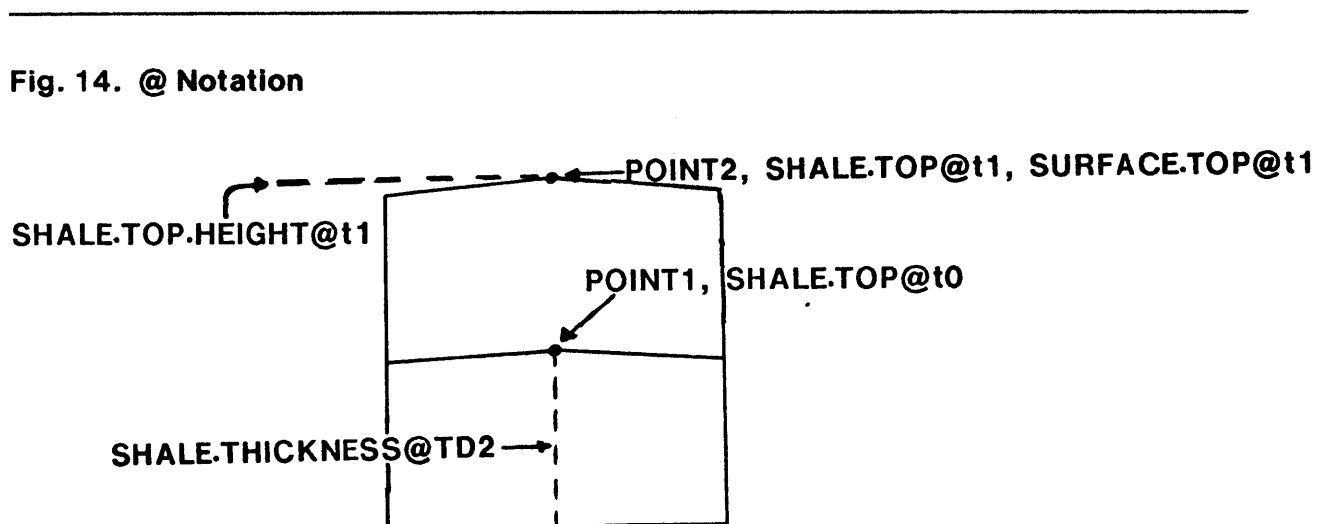 Fig. 14. @ Notation
POINT2, SHALE.TOP@t1, SURFACE.TOP@t1
SHALE.TOP.HEIGHT@t1
POINT1, SHALE.TOP@t0
SHALE.THICKNESS@TD2